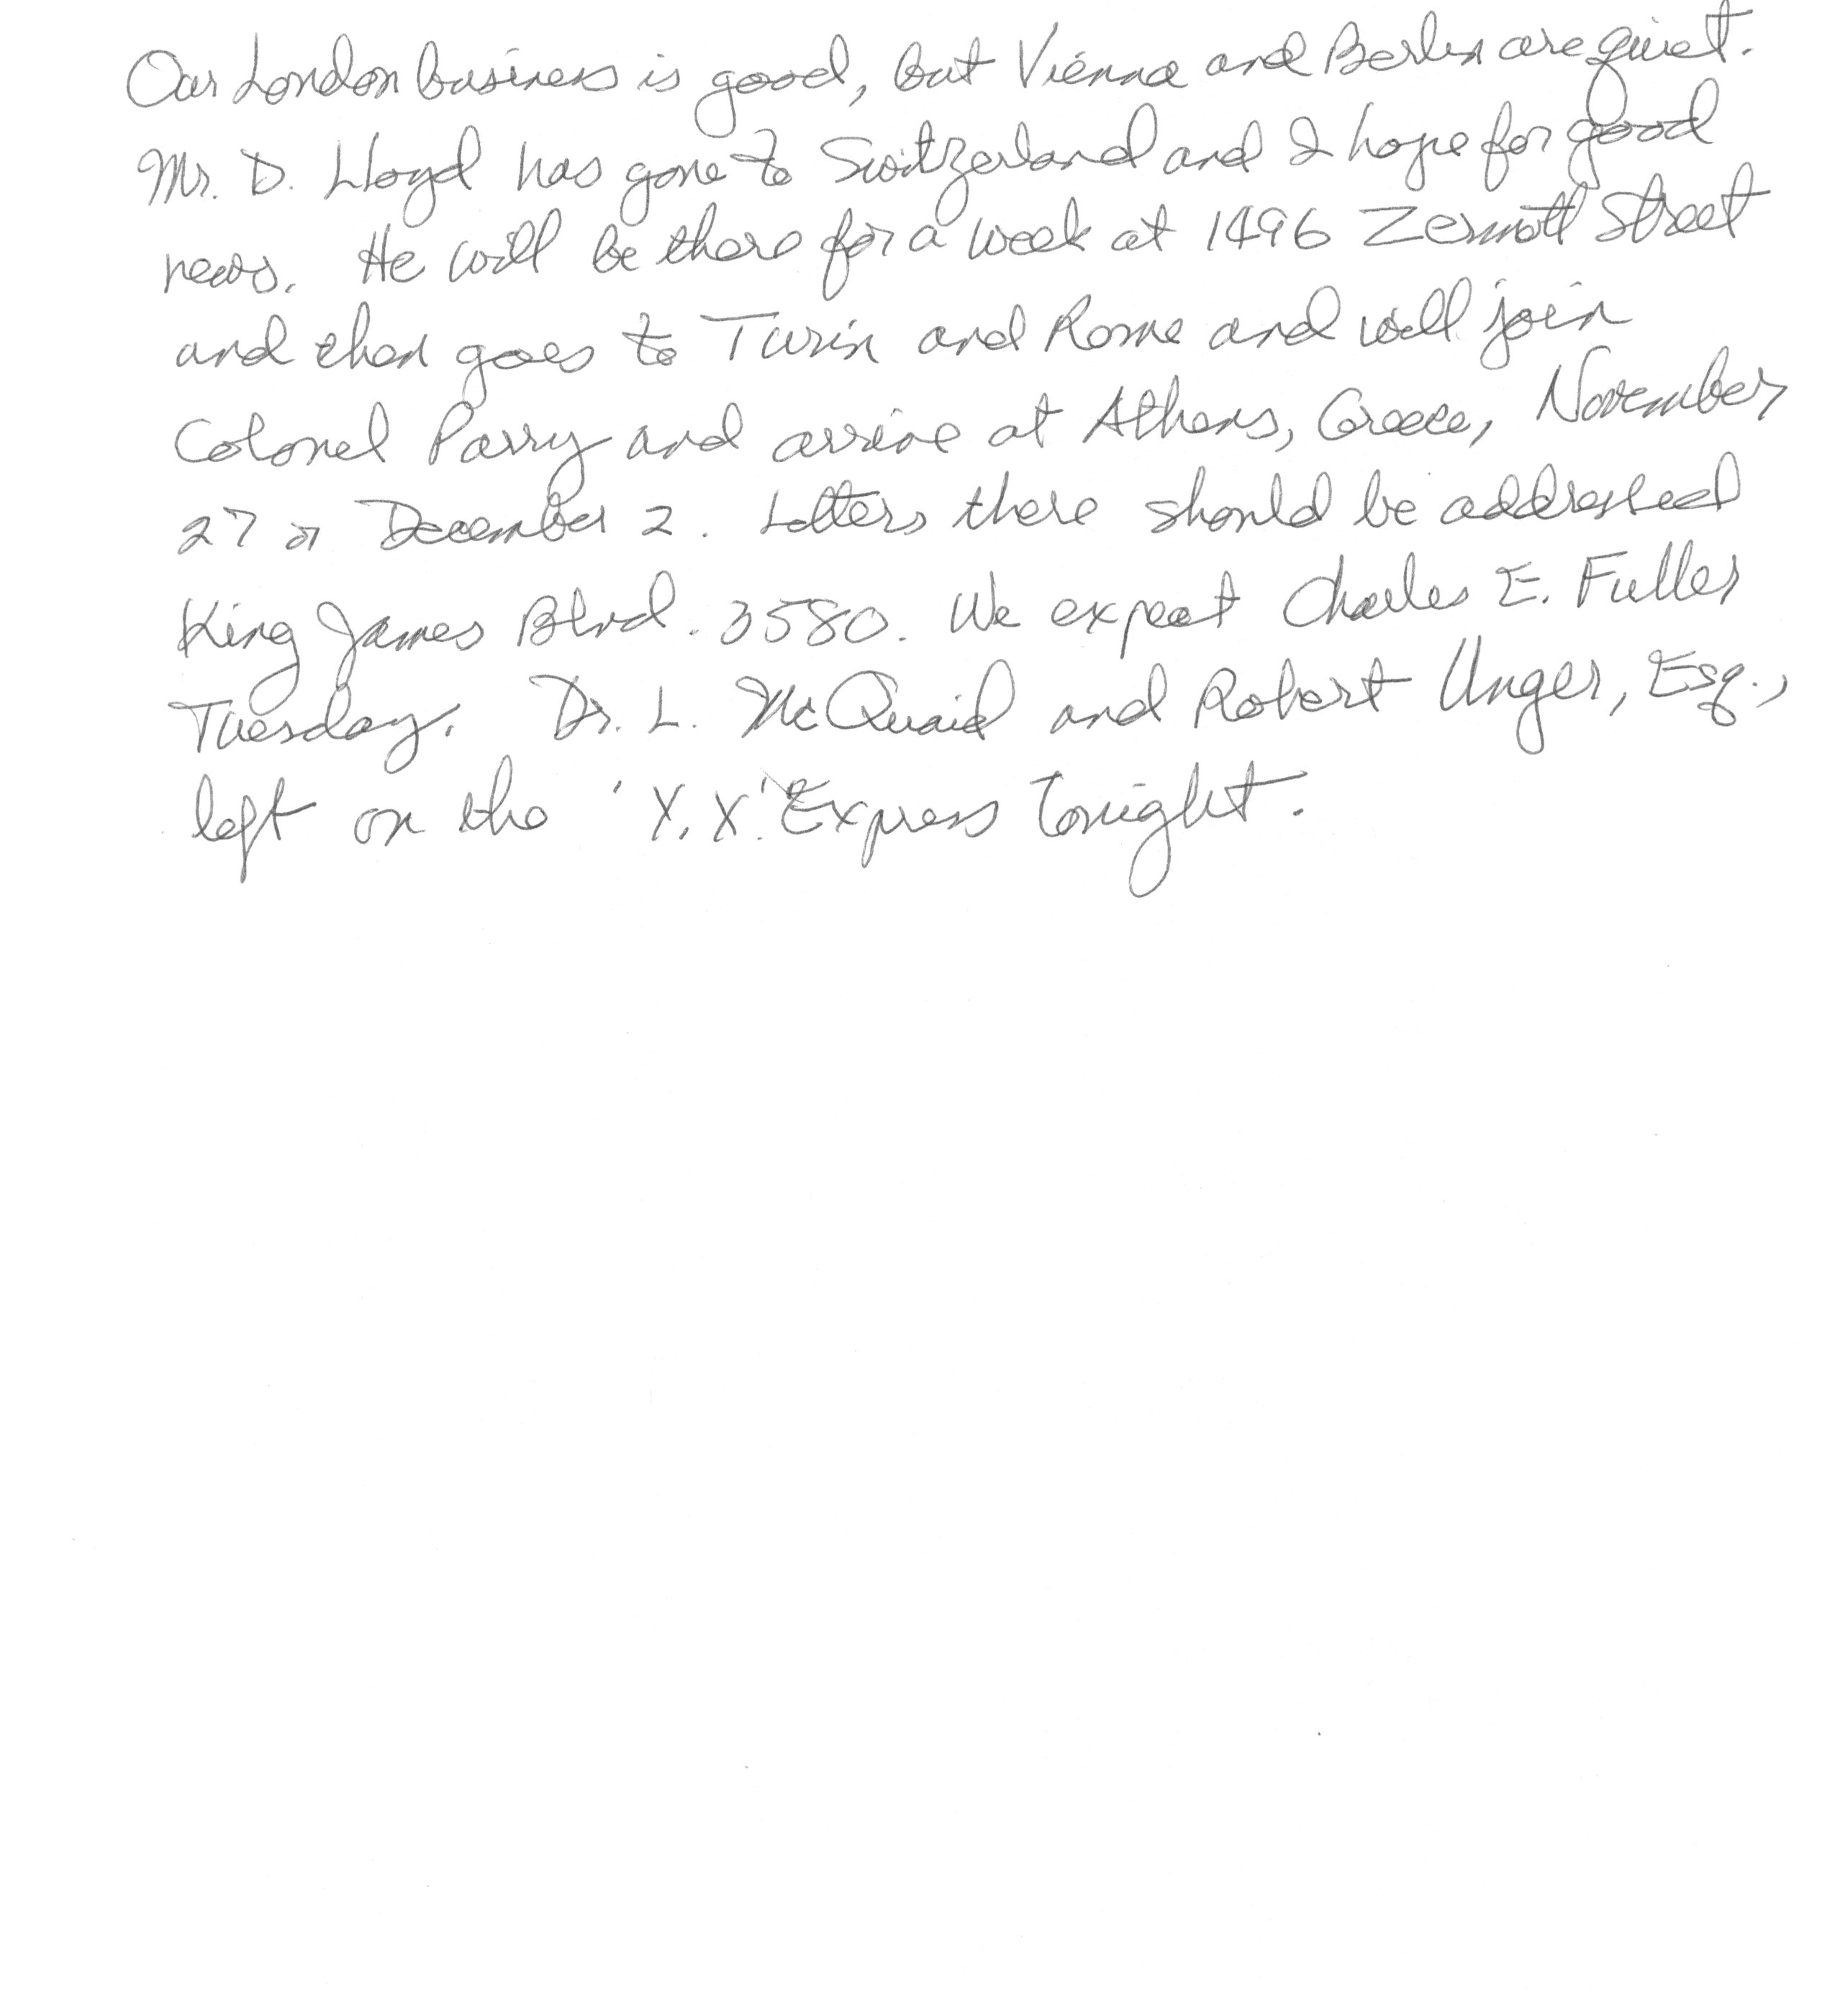 Our London business is good, but Vienna and Berlin are quiet.
Mr. D. Lloyd has gone to Switzerland and I hope for good
news. He will be there for a week at 1496 Zermott Street
and then goes to Turin and Rome and will join
Colonel Parry and arrive at Athens, Greece, November
27 or December 2. Letters there should be addressed
King James Blvd. 3580. We expect Charles E. Fuller
Tuesday. Dr. L. McQuaid and Robert Unger, Esq.,
left on the 'X.X.' Express tonight.